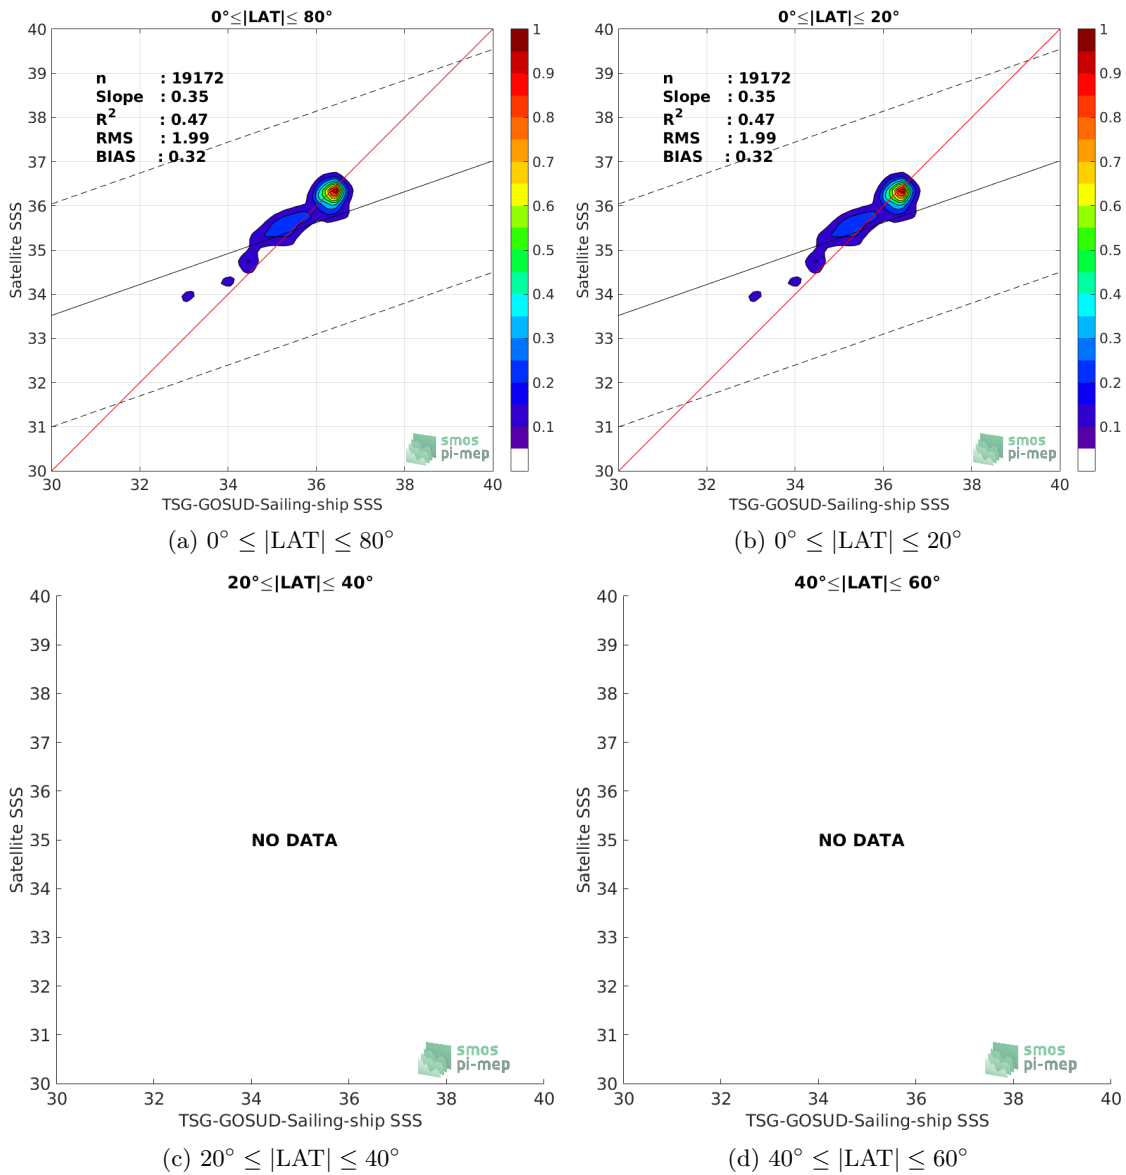 0°≤|LAT|≤ 80°
40
39
38
37
36
35
34
33
32
31
30
Satellite SSS
n : 19172
Slope : 0.35
R2 : 0.47
RMS : 1.99
BIAS : 0.32
1
0.9
0.8
0.7
0.6
0.5
0.4
0.3
0.2
0.1
smos
pi-mep
30 32 34 36 38 40
TSG-GOSUD-Sailing-ship SSS
(a) 0° ≤ |LAT| ≤ 80°
0°≤|LAT|≤ 20°
40
39
38
37
36
35
34
33
32
31
30
Satellite SSS
n : 19172
Slope : 0.35
R2 : 0.47
RMS : 1.99
BIAS : 0.32
1
0.9
0.8
0.7
0.6
0.5
0.4
0.3
0.2
0.1
smos
pi-mep
30 32 34 36 38 40
TSG-GOSUD-Sailing-ship SSS
(b) 0° ≤ |LAT| ≤ 20°
20°≤|LAT|≤ 40°
40
39
38
37
36
35
34
33
32
31
30
Satellite SSS
NO DATA
smos
pi-mep
30 32 34 36 38 40
TSG-GOSUD-Sailing-ship SSS
(c) 20° ≤ |LAT| ≤ 40°
40°≤|LAT|≤ 60°
40
39
38
37
36
35
34
33
32
31
30
Satellite SSS
NO DATA
smos
pi-mep
30 32 34 36 38 40
TSG-GOSUD-Sailing-ship SSS
(d) 40° ≤ |LAT| ≤ 60°